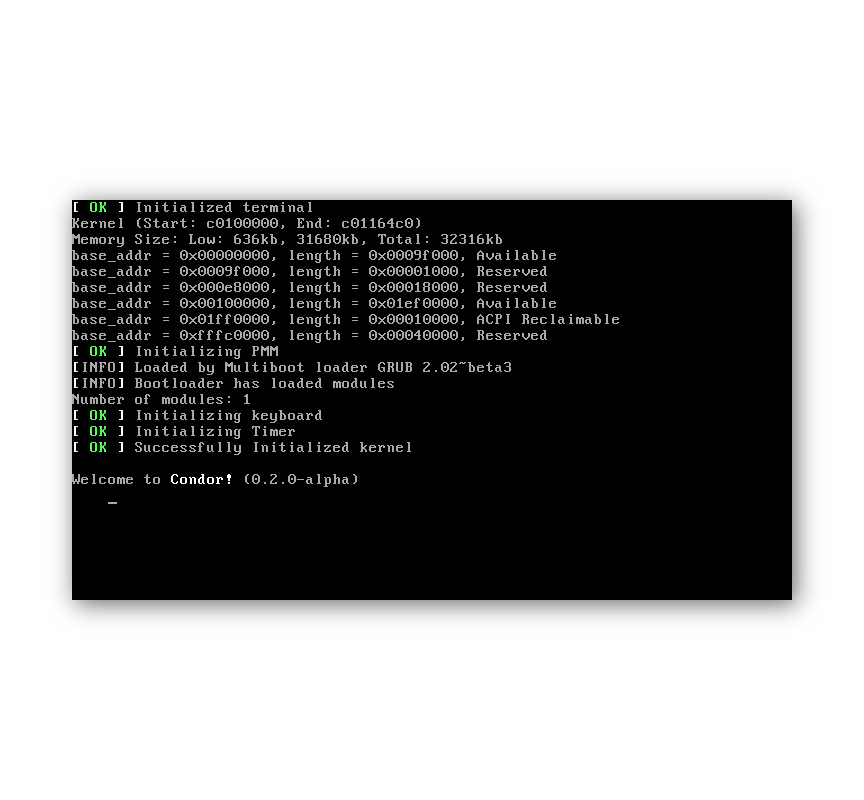 [ OK ] Initialized terminal
Kernel (Start: c0100000, End: c01164c0)
Memory Size: Low: 636kb, 31680kb, Total: 32316kb
base_addr = 0x00000000, length = 0x0009f000, Available
base_addr = 0x0009f000, length = 0x00001000, Reserved
base_addr = 0x000e8000, length = 0x00018000, Reserved
base_addr = 0x00100000, length = 0x01ef0000, Available
base_addr = 0x01ff0000, length = 0x00010000, ACPI Reclaimable
base_addr = 0xfffc0000, length = 0x00040000, Reserved
[ OK ] Initializing PMM
[INFO] Loaded by Multiboot loader GRUB 2.02~beta3
[INFO] Bootloader has loaded modules
Number of modules: 1
[ OK ] Initializing keyboard
[ OK ] Initializing Timer
[ OK ] Successfully Initialized kernel
Welcome to Condor! (0.2.0-alpha)
_